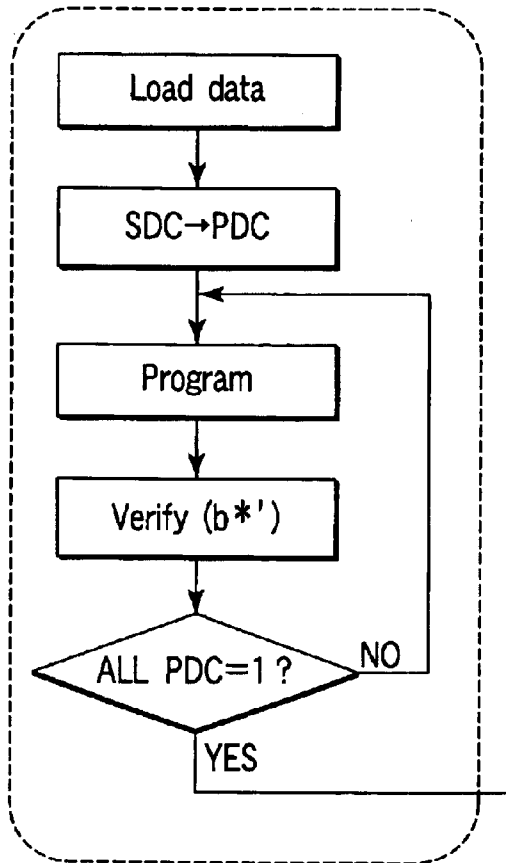 Load data
SDC→PDC
Program
Verify (b*')
ALL PDC=1?
NO
YES